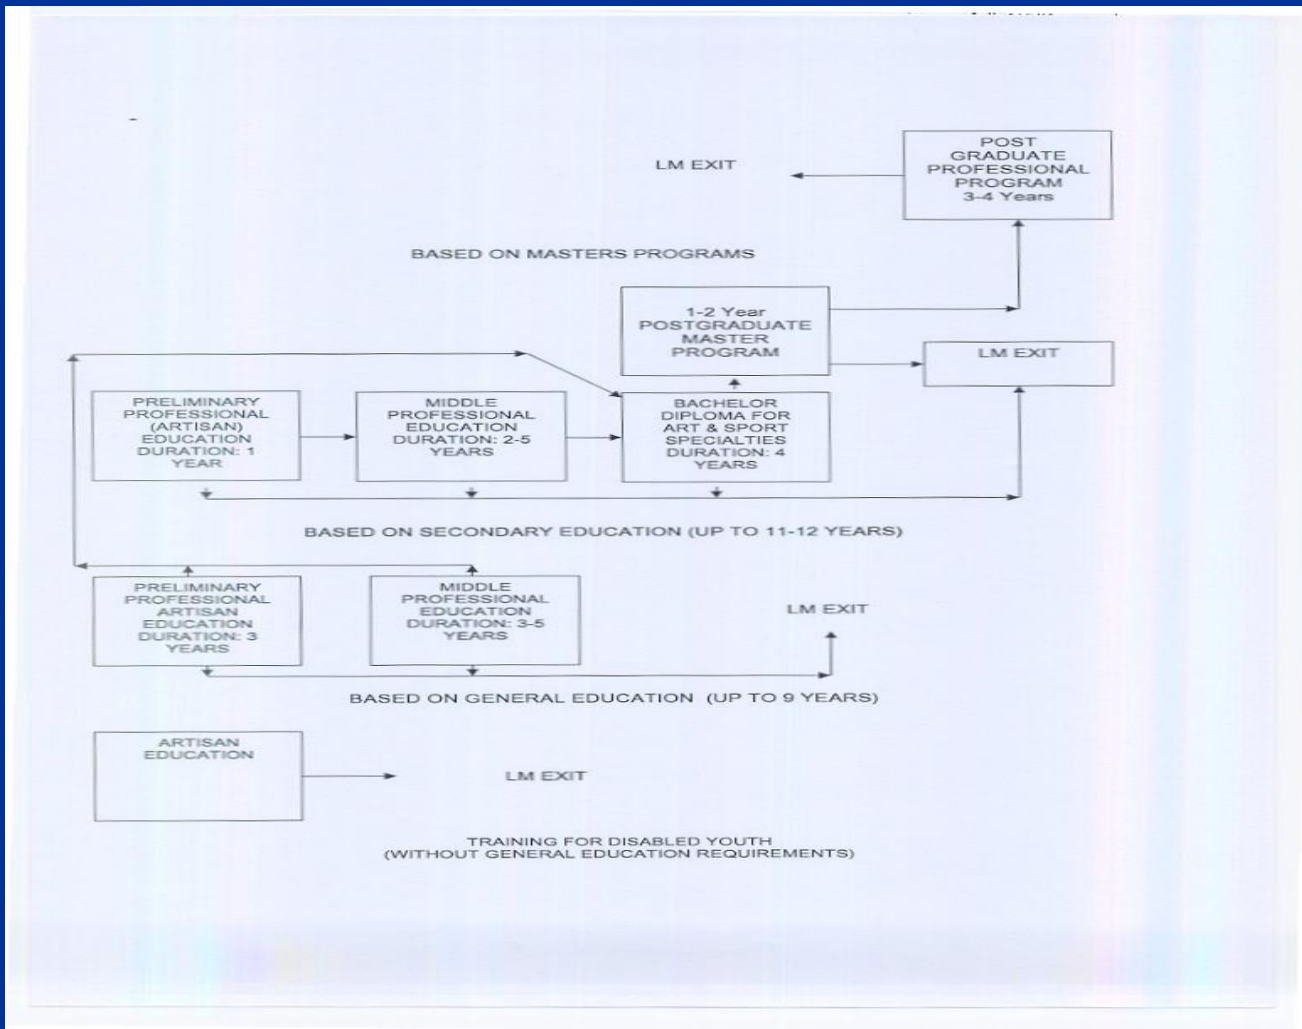 POST
GRADUATE
PROFESSIONAL
PROGRAM
3-4 Years
LM EXIT
BASED ON MASTERS PROGRAMS
1-2 Year
POSTGRADUATE
MASTER
PROGRAM
LM EXIT
PRELIMINARY
PROFESSIONAL
(ARTISAN)
EDUCATION
DURATION: 1
YEAR
MIDDLE
PROFESSIONAL
EDUCATION
DURATION: 2-5
YEARS
BACHELOR
DIPLOMA FOR
ART & SPORT
SPECIALTIES
DURATION: 4
YEARS
BASED ON SECONDARY EDUCATION (UP TO 11-12 YEARS)
PRELIMINARY
PROFESSIONAL
ARTISAN
EDUCATION
DURATION: 3
YEARS
MIDDLE
PROFESSIONAL
EDUCATION
DURATION: 3-5
YEARS
LM EXIT
BASED ON GENERAL EDUCATION (UP TO 9 YEARS)
ARTISAN
EDUCATION
LM EXIT
TRAINING FOR DISABLED YOUTH
(WITHOUT GENERAL EDUCATION REQUIREMENTS)